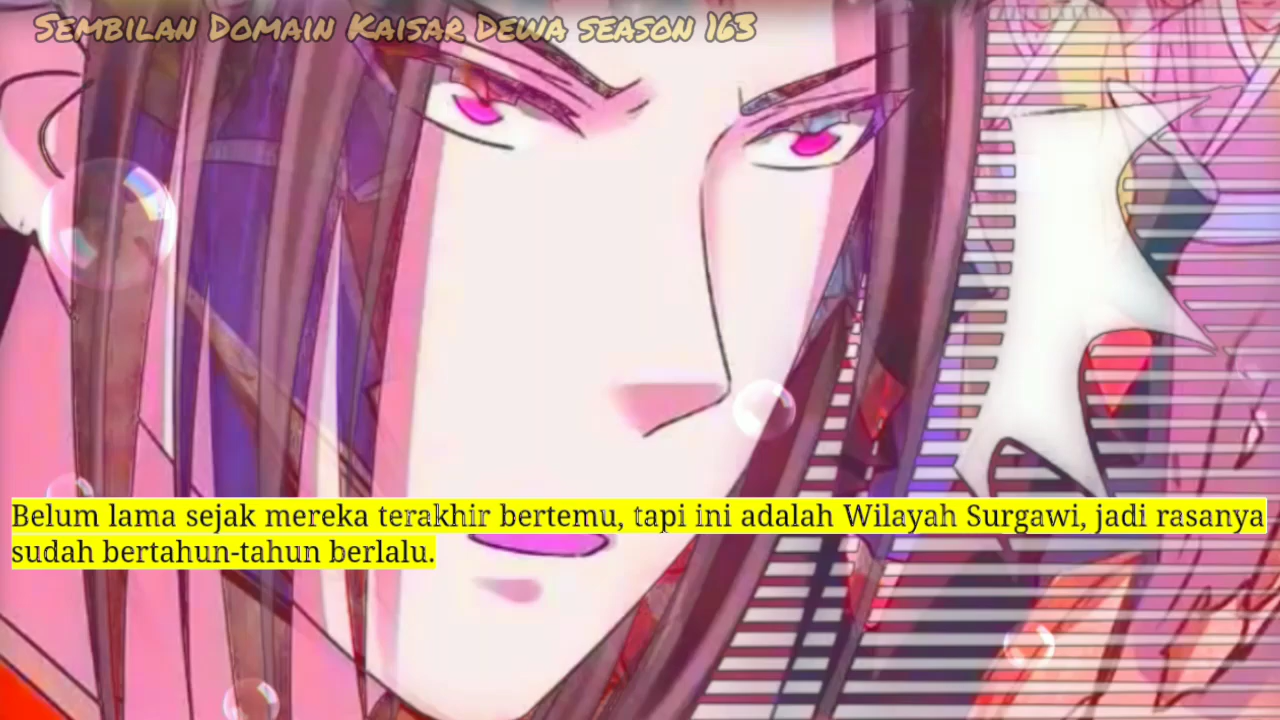 Sembilan Domain Kaisar Dewa season 163
Belum lama sejak mereka terakhir bertemu, tapi ini adalah Wilayah Surgawi, jadi rasanya
sudah bertahun-tahun berlalu.